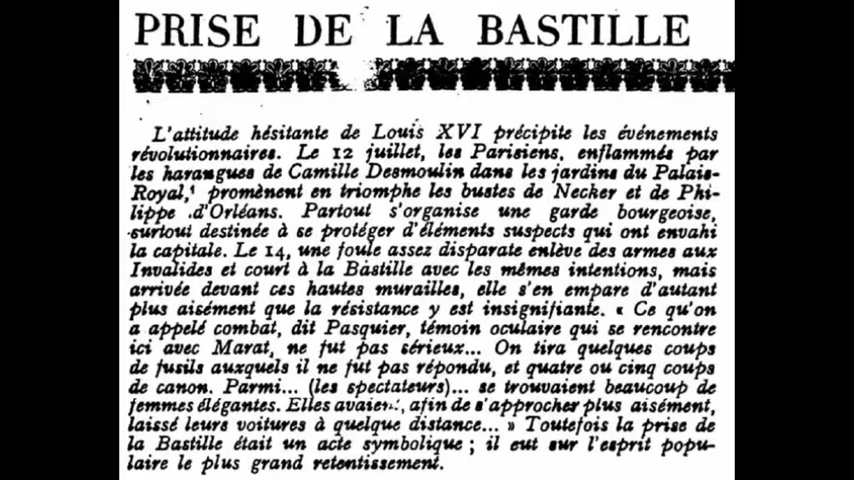 PRISE DE LA BASTILLE
L'attitude hésitante de Louis XVI précipite les événements
révolutionnaires. Le 12 juillet, les Parisiens, enflammés par
les harangues de Camille Desmoulin dans les jardins du Palais-
Royal,¹ promènent en triomphe les bustes de Necker et de Phi-
lippe d'Orléans. Partout s'organise une garde bourgeoise,
surtout destinée à se protéger d'éléments suspects qui ont envahi
la capitale. Le 14, une foule assez disparate enlève des armes aux
Invalides et court à la Bastille avec les mêmes intentions, mais
arrivée devant ces hautes murailles, elle s'en empare d'autant
plus aisément que la résistance y est insignifiante. « Ce qu'on
a appelé combat, dit Pasquier, témoin oculaire qui se rencontre
ici avec Marat, ne fut pas sérieux... On tira quelques coups
de fusils auxquels il ne fut pas répondu, et quatre ou cinq coups
de canon. Parmi... (les spectateurs)... se trouvaient beaucoup de
femmes élégantes. Elles avaient, afin de s'approcher plus aisément,
laissé leurs voitures à quelque distance... » Toutefois la prise de
la Bastille était un acte symbolique ; il eut sur l'esprit popu-
laire le plus grand retentissement.